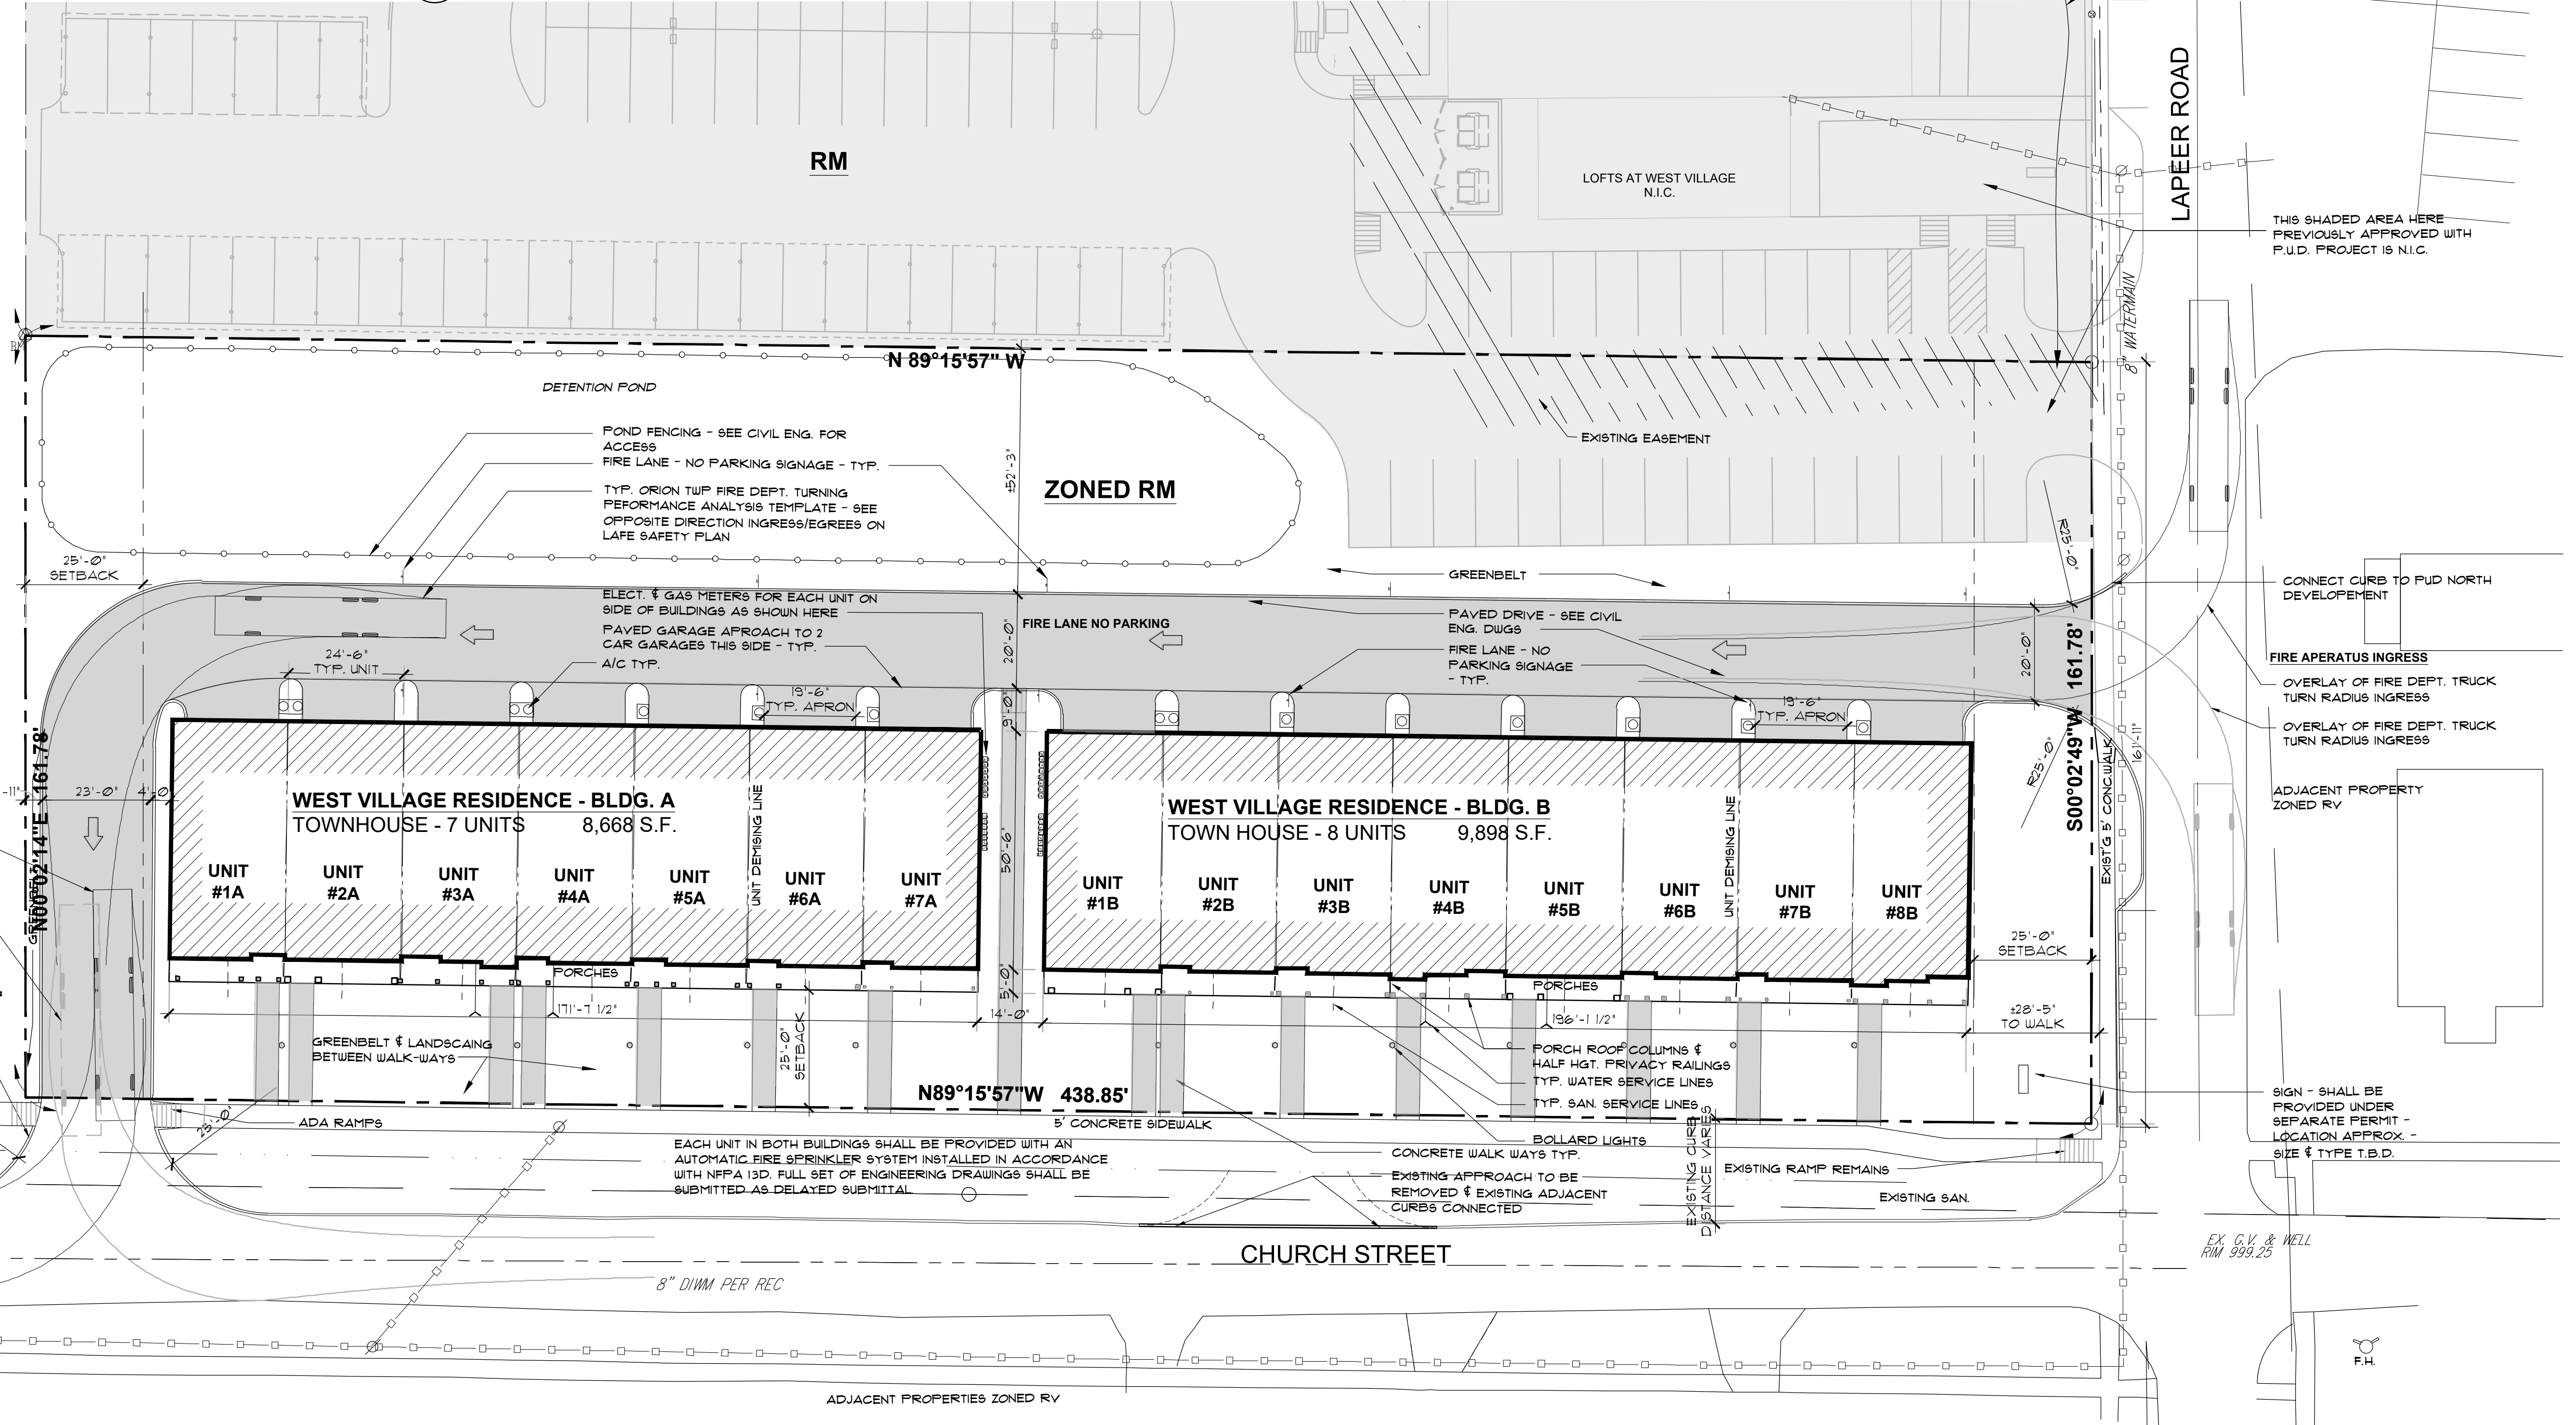 RM
LOFTS AT WEST VILLAGE
N.I.C.
LAPEER ROAD
THIS SHADED AREA HERE
PREVIOUSLY APPROVED WITH
P.U.D. PROJECT IS N.I.C.
8" WATERMAIN
N 89°15'57" W
DETENTION POND
POND FENCING - SEE CIVIL ENG. FOR
ACCESS
FIRE LANE - NO PARKING SIGNAGE - TYP.
TYP. ORION TWP FIRE DEPT. TURNING
PEFORMANCE ANALYSIS TEMPLATE - SEE
OPPOSITE DIRECTION INGRESS/EGREES ON
LAFE SAFETY PLAN
±52'-3"
ZONED RM
EXISTING EASEMENT
25'-0"
SETBACK
GREENBELT
R25'-0"
CONNECT CURB TO PUD NORTH
DEVELOPEMENT
ELECT. & GAS METERS FOR EACH UNIT ON
SIDE OF BUILDINGS AS SHOWN HERE
PAVED GARAGE APROACH TO 2
CAR GARAGES THIS SIDE - TYP.
A/C TYP.
24'-6"
TYP. UNIT
19'-6"
TYP. APRON
20'-0"
FIRE LANE NO PARKING
PAVED DRIVE - SEE CIVIL
ENG. DWGS
FIRE LANE - NO
PARKING SIGNAGE
- TYP.
19'-6"
TYP. APRON
20'-0"
FIRE APERATUS INGRESS
OVERLAY OF FIRE DEPT. TRUCK
TURN RADIUS INGRESS
OVERLAY OF FIRE DEPT. TRUCK
TURN RADIUS INGRESS
9'-0"
R25'-0"
S00°02'49"W 161.78'
161'-11"
EXIST'G 5' CONC.WALK
ADJACENT PROPERTY
ZONED RV
N00°02'14"E 161.78'
GREENBELT
-11"
23'-0"
4'-0"
WEST VILLAGE RESIDENCE - BLDG. A
TOWNHOUSE - 7 UNITS 8,668 S.F.
UNIT DEMISING LINE
UNIT
#1A
UNIT
#2A
UNIT
#3A
UNIT
#4A
UNIT
#5A
UNIT
#6A
UNIT
#7A
50'-6"
WEST VILLAGE RESIDENCE - BLDG. B
TOWN HOUSE - 8 UNITS 9,898 S.F.
UNIT DEMISING LINE
UNIT
#1B
UNIT
#2B
UNIT
#3B
UNIT
#4B
UNIT
#5B
UNIT
#6B
UNIT
#7B
UNIT
#8B
25'-0"
SETBACK
PORCHES
PORCHES
5'-0"
171'-7 1/2"
14'-0"
196'-1 1/2"
±28'-5"
TO WALK
25'-0"
SETBACK
GREENBELT & LANDSCAING
BETWEEN WALK-WAYS
PORCH ROOF COLUMNS &
HALF HGT. PRIVACY RAILINGS
TYP. WATER SERVICE LINES
TYP. SAN. SERVICE LINES
N89°15'57"W 438.85'
SIGN - SHALL BE
PROVIDED UNDER
SEPARATE PERMIT -
LOCATION APPROX. -
SIZE & TYPE T.B.D.
25'-0"
ADA RAMPS
5' CONCRETE SIDEWALK
EACH UNIT IN BOTH BUILDINGS SHALL BE PROVIDED WITH AN
AUTOMATIC FIRE SPRINKLER SYSTEM INSTALLED IN ACCORDANCE
WITH NFPA 13D. FULL SET OF ENGINEERING DRAWINGS SHALL BE
SUBMITTED AS DELAYED SUBMITTAL
BOLLARD LIGHTS
CONCRETE WALK WAYS TYP.
EXISTING APPROACH TO BE
REMOVED & EXISTING ADJACENT
CURBS CONNECTED
EXISTING CURB
DISTANCE VARIES
EXISTING RAMP REMAINS
EXISTING SAN.
CHURCH STREET
EX. G.V. & WELL
RIM 999.25
8" DIWM PER REC
F.H.
ADJACENT PROPERTIES ZONED RV